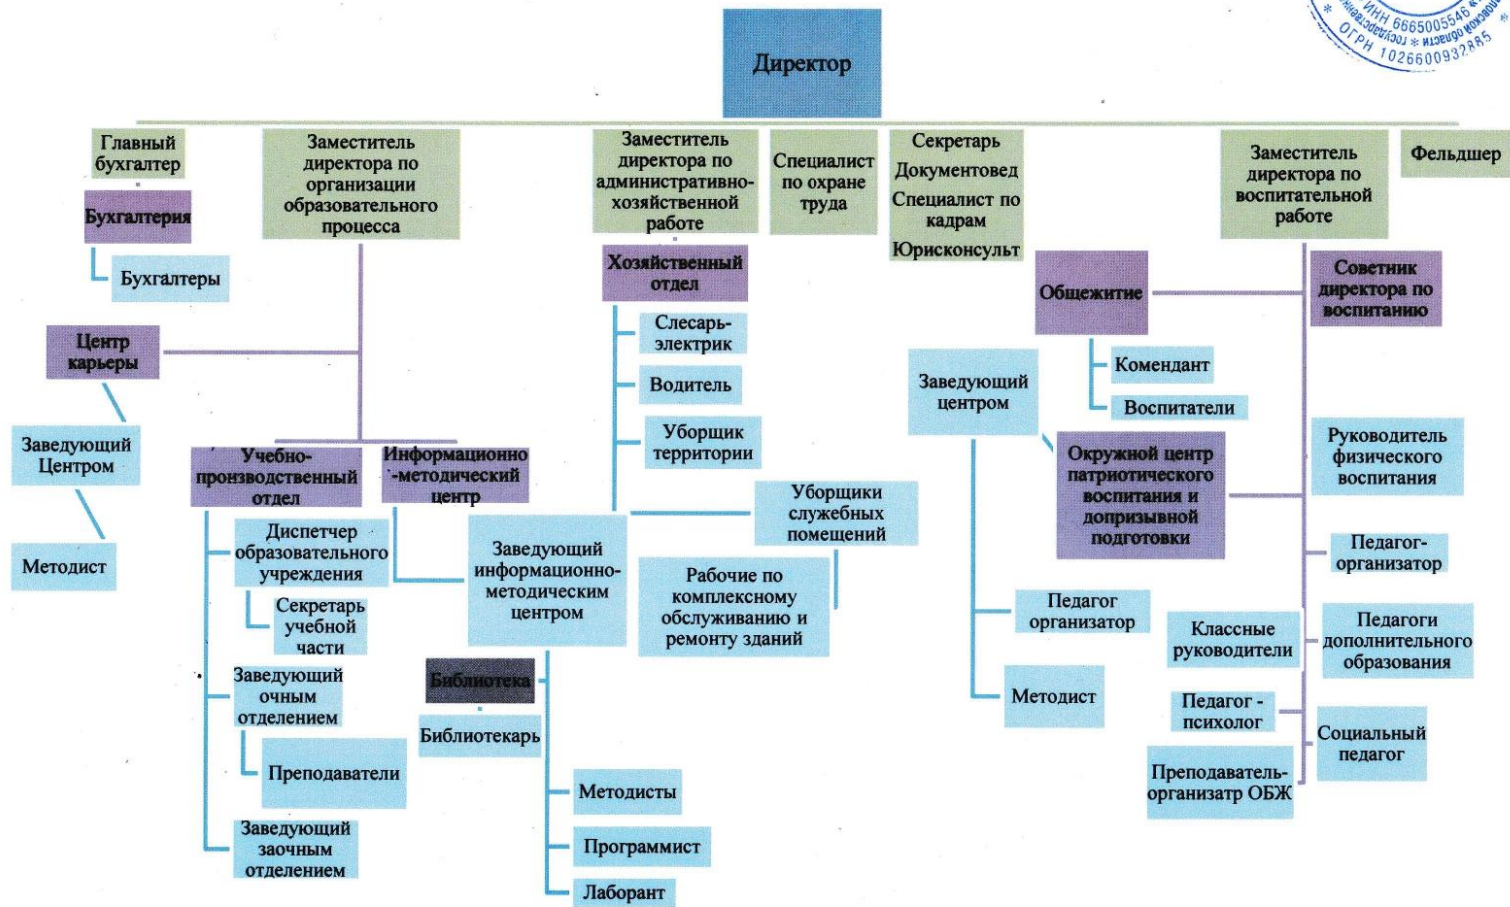 ИНН 6665005546
ОГРН 1026600932885
Директор
Главный
бухгалтер
Бухгалтерия
Бухгалтеры
Заместитель
директора по
организации
образовательного
процесса
Центр
карьеры
Заведующий
Центром
Методист
Учебно-
производственный
отдел
Диспетчер
образовательного
учреждения
Секретарь
учебной
части
Заведующий
очным
отделением
Преподаватели
Заведующий
заочным
отделением
Информационно
-методический
центр
Заведующий
информационно-
методическим
центром
Библиотека
Библиотекарь
Методисты
Программист
Лаборант
Заместитель
директора по
административно-
хозяйственной
работе
Хозяйственный
отдел
Слесарь-
электрик
Водитель
Уборщик
территории
Уборщики
служебных
помещений
Рабочие по
комплексному
обслуживанию и
ремонту зданий
Специалист
по охране
труда
Секретарь
Документовед
Специалист по
кадрам
Юрисконсульт
Заместитель
директора по
воспитательной
работе
Общежитие
Комендант
Воспитатели
Советник
директора по
воспитанию
Заведующий
центром
Окружной центр
патриотического
воспитания и
допризывной
подготовки
Педагог
организатор
Методист
Руководитель
физического
воспитания
Педагог-
организатор
Классные
руководители
Педагоги
дополнительного
образования
Педагог -
психолог
Социальный
педагог
Преподаватель-
организатр ОБЖ
Фельдшер